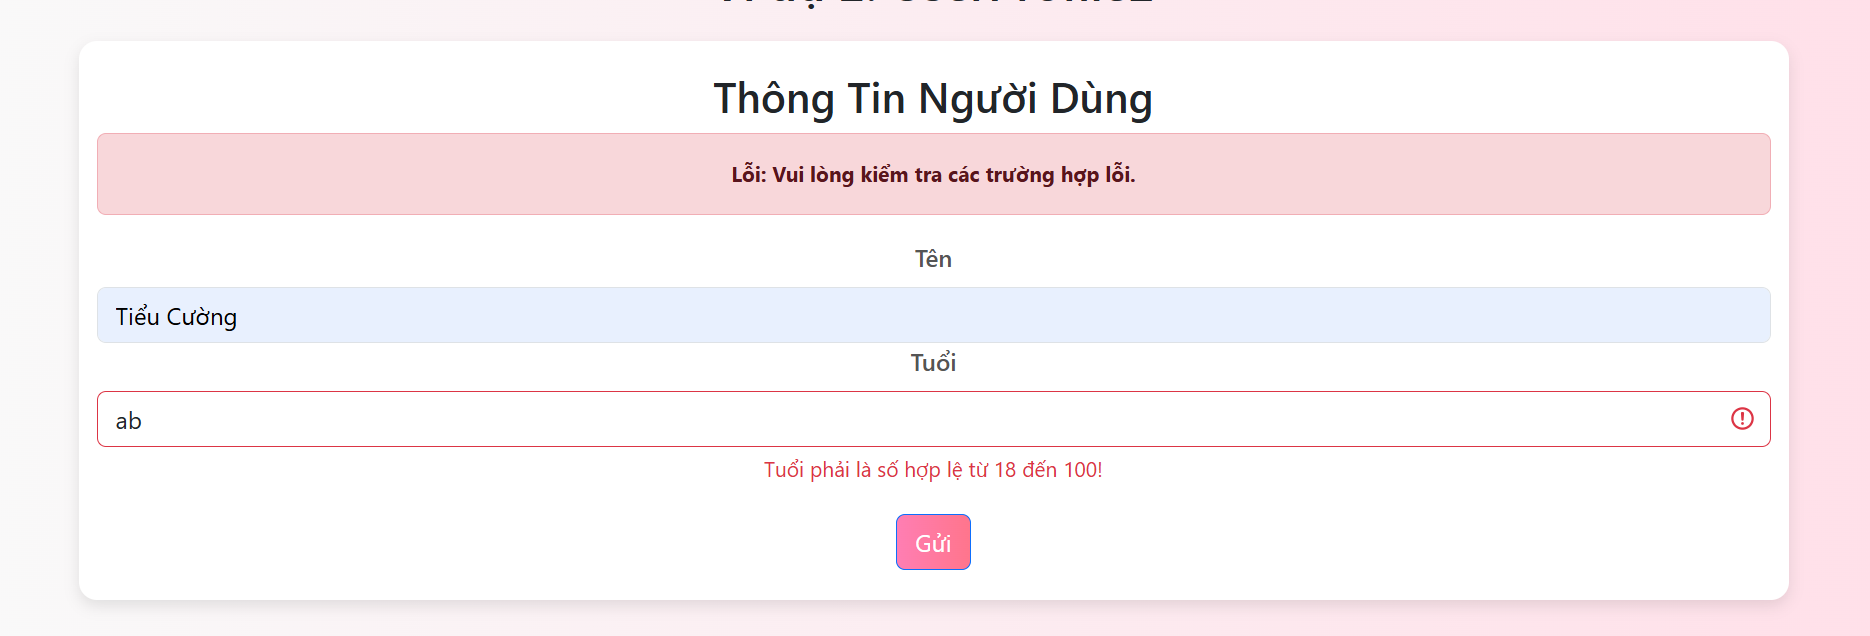 Thông Tin Người Dùng
Lỗi: Vui lòng kiểm tra các trường hợp lỗi.
Tên
Tiểu Cường
Tuổi
ab
Tuổi phải là số hợp lệ từ 18 đến 100!
Gửi